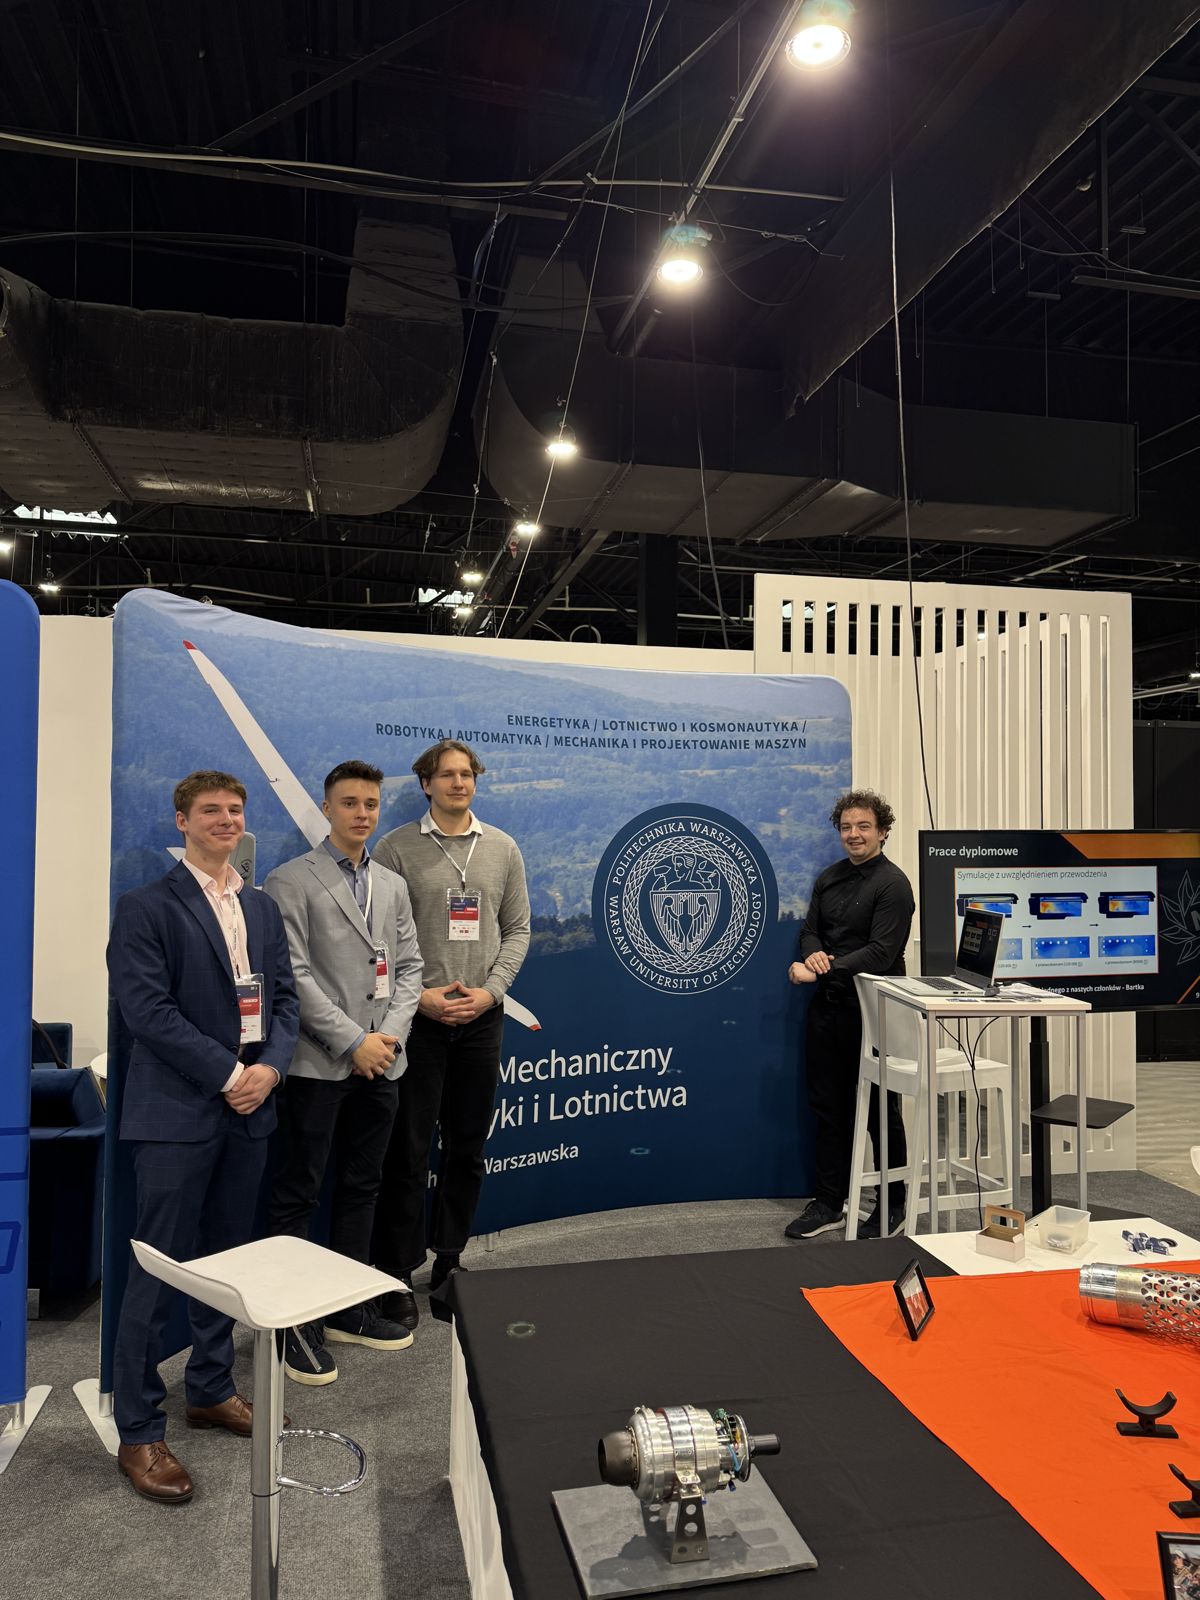 ENERGETYKA / LOTNICTWO I KOSMONAUTYKA /
ROBOTYKA I AUTOMATYKA / MECHANIKA I PROJEKTOWANIE MASZYN
POLITECHNIKA WARSZAWSKA
WARSAW UNIVERSITY OF TECHNOLOGY
Mechaniczny
i Lotnictwa
Warszawska
Prace dyplomowe
Symulacje z uwzględnieniem przewodzenia
z naszych członków - Bartka
9